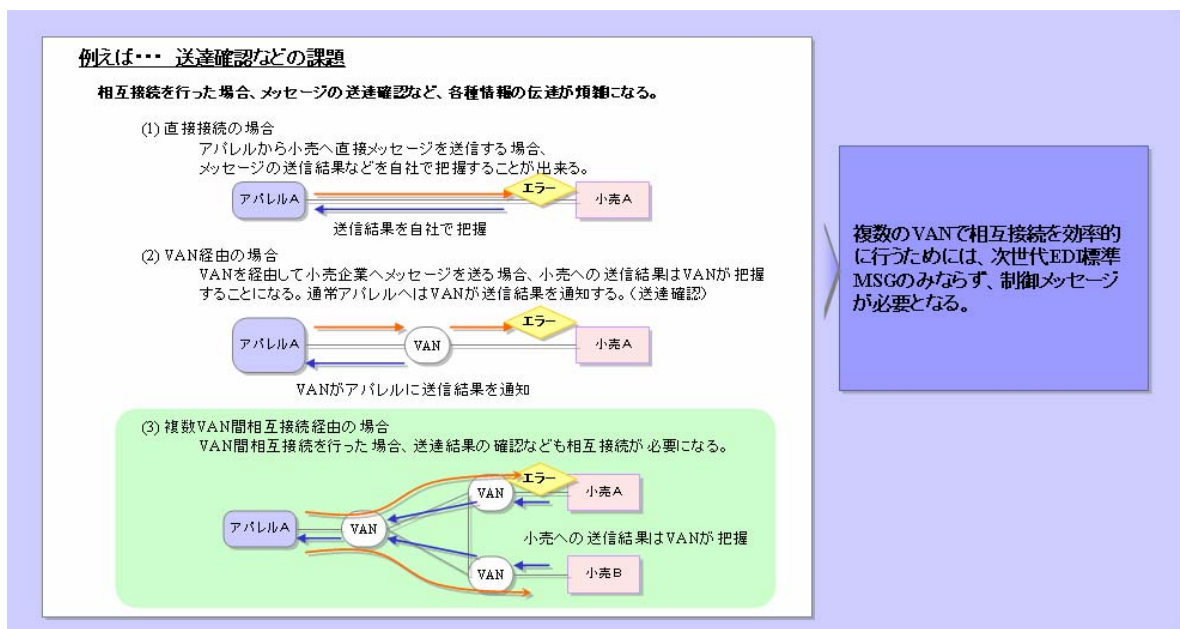 例えば・・・ 送達確認などの課題
相互接続を行った場合、メッセージの送達確認など、各種情報の伝達が煩雑になる。
(1) 直接接続の場合
アパレルから小売へ直接メッセージを送信する場合、
メッセージの送信結果などを自社で把握することが出来る。
アパレルA
エラー
小売A
送信結果を自社で把握
(2) VAN経由の場合
VANを経由して小売企業へメッセージを送る場合、小売への送信結果はVANが把握
することになる。通常アパレルへはVANが送信結果を通知する。(送達確認)
アパレルA
VAN
エラー
小売A
VANがアパレルに送信結果を通知
(3) 複数VAN間相互接続経由の場合
VAN間相互接続を行った場合、送達結果の確認なども相互接続が必要になる。
アパレルA
VAN
VAN
エラー
小売A
小売への送信結果はVANが把握
VAN
小売B
複数のVANで相互接続を効率的
に行うためには、次世代EDI標準
MSGのみならず、制御メッセージ
が必要となる。